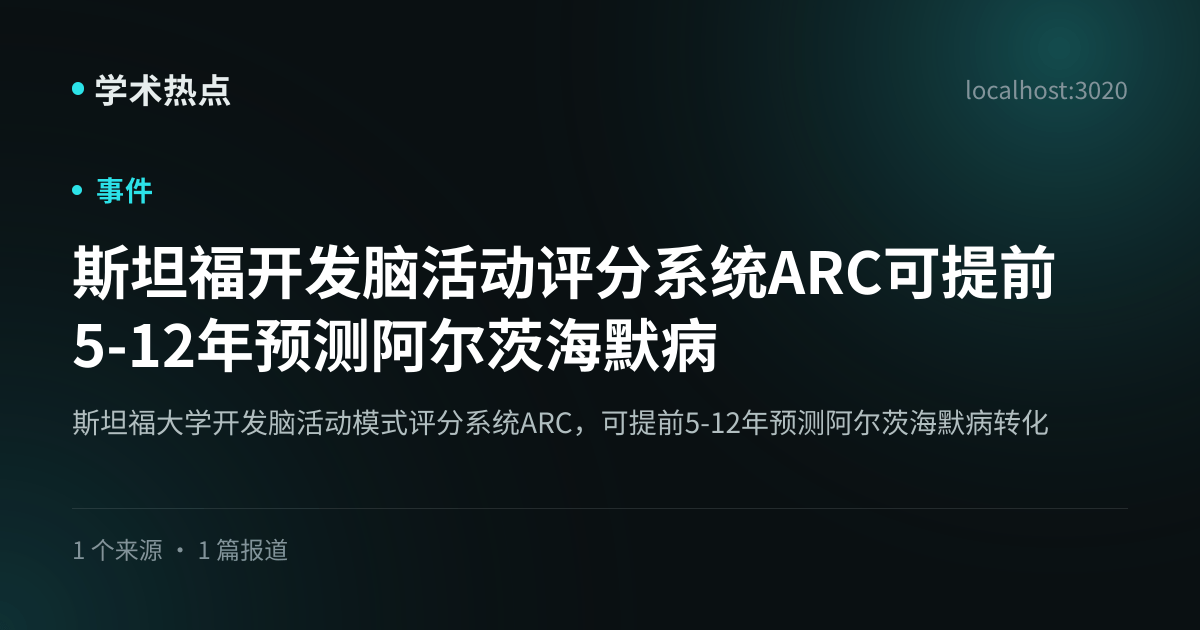 学术热点
localhost:3020
事件
斯坦福开发脑活动评分系统ARC可提前
5-12年预测阿尔茨海默病
斯坦福大学开发脑活动模式评分系统ARC，可提前5-12年预测阿尔茨海默病转化
1 个来源 · 1 篇报道